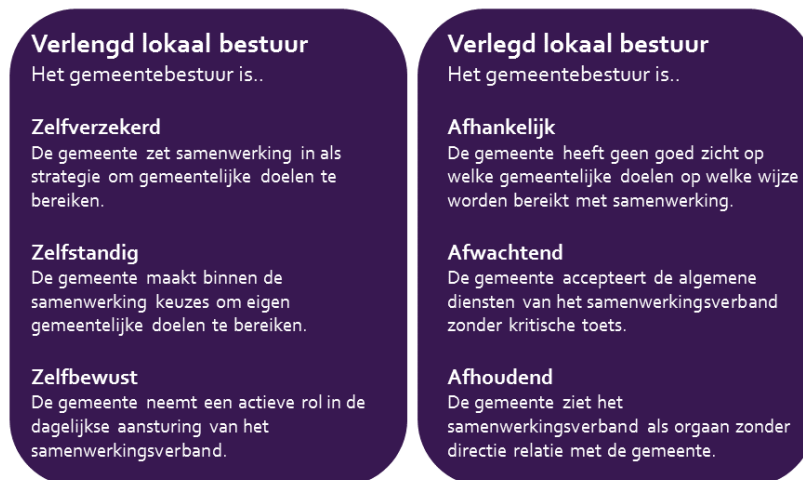 Verlengd lokaal bestuur
Het gemeentebestuur is..
Zelfverzekerd
De gemeente zet samenwerking in als
strategie om gemeentelijke doelen te
bereiken.
Zelfstandig
De gemeente maakt binnen de
samenwerking keuzes om eigen
gemeentelijke doelen te bereiken.
Zelfbewust
De gemeente neemt een actieve rol in de
dagelijkse aansturing van het
samenwerkingsverband.
Verlegd lokaal bestuur
Het gemeentebestuur is..
Afhankelijk
De gemeente heeft geen goed zicht op
welke gemeentelijke doelen op welke wijze
worden bereikt met samenwerking.
Afwachtend
De gemeente accepteert de algemene
diensten van het samenwerkingsverband
zonder kritische toets.
Afhoudend
De gemeente ziet het
samenwerkingsverband als orgaan zonder
directie relatie met de gemeente.